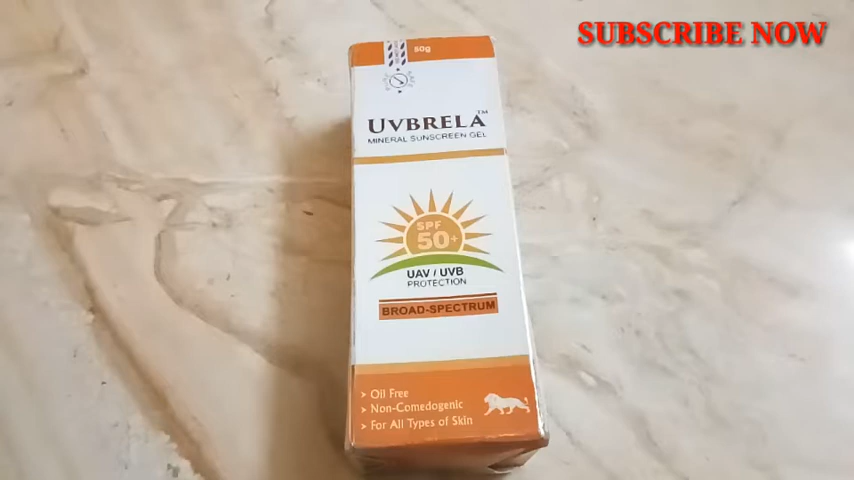 SUBSCRIBE NOW
80g
UVBRELA™
MINERAL SUNSCREEN GEL
SPF
50+
UAV / UVB
PROTECTION
BROAD-SPECTRUM
> Oil Free
> Non-Comedogenic
> For All Types of Skin